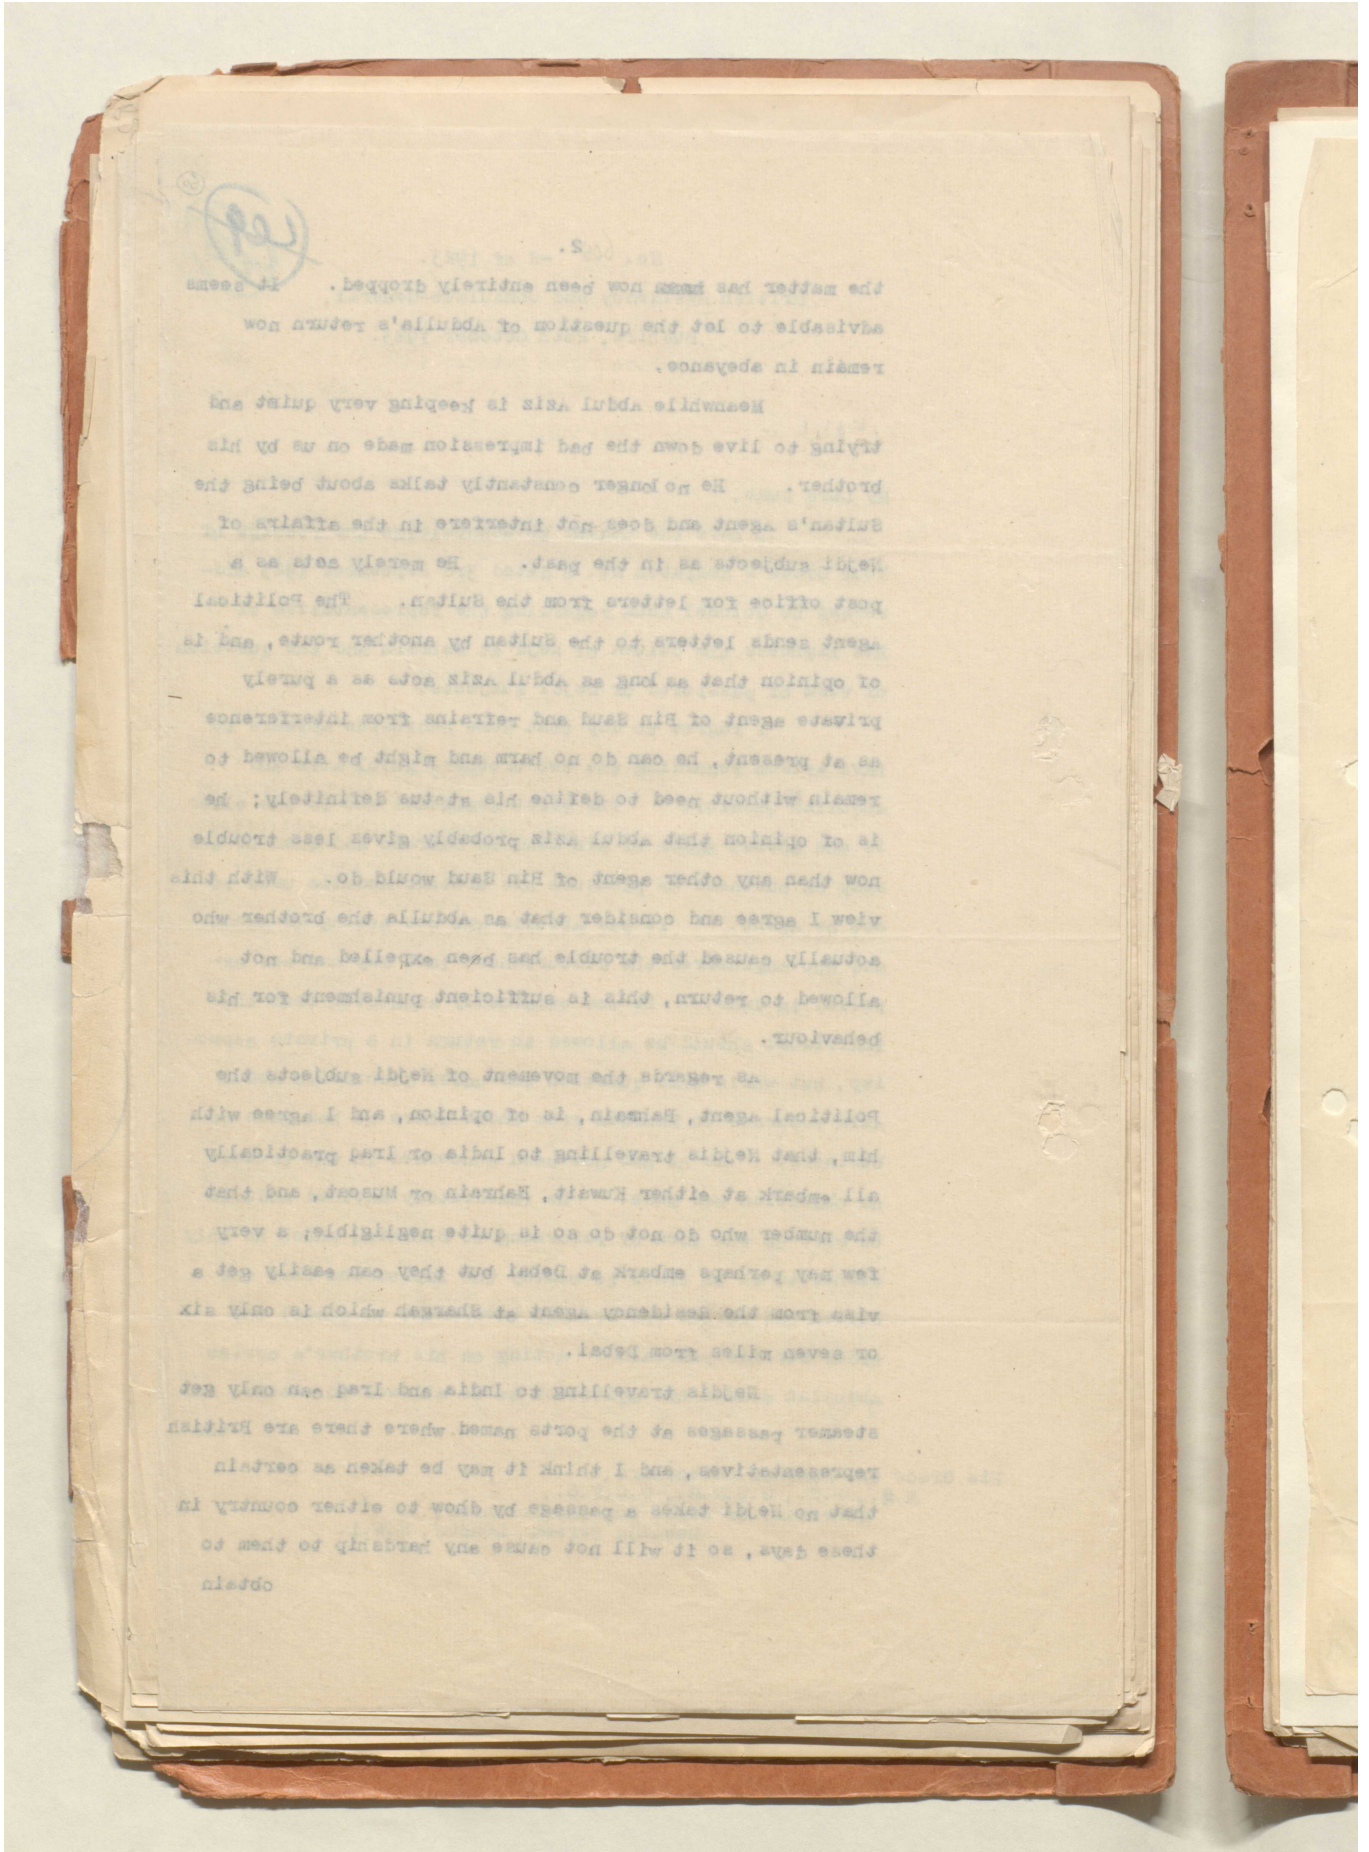 2.
the matter has now been entirely dropped. It seems
advisable to let the question of Abdulla's return now
remain in abeyance.
Meanwhile Abdul Aziz is keeping very quiet and
trying to live down the bad impression made on us by his
brother. He no longer constantly talks about being the
Sultan's Agent and does not interfere in the affairs of
Nejdi subjects as in the past. He merely acts as a
post office for letters from the Sultan. The Political
Agent sends letters to the Sultan by another route, and is
of opinion that as long as Abdul Aziz acts as a purely
private agent of Bin Saud and refrains from interference
as at present, he can do no harm and might be allowed to
remain without need to define his status definitely; he
is of opinion that Abdul Aziz probably gives less trouble
now than any other agent of Bin Saud would do. With this
view I agree and consider that as Abdulla the brother who
actually caused the trouble has been expelled and not
allowed to return, this is sufficient punishment for his
behaviour.
As regards the movement of Nejdi subjects the
Political Agent, Bahrain, is of opinion, and I agree with
him, that Nejdis travelling to India or Iraq practically
all embark at either Kuwait, Bahrain or Muscat, and that
the number who do not do so is quite negligible; a very
few may perhaps embark at Debai but they can easily get a
visa from the Residency Agent at Shargah which is only six
or seven miles from Debai.
Nejdis travelling to India and Iraq can only get
steamer passages at the ports named where there are British
representatives, and I think it may be taken as certain
that no Nejdi takes a passage by dhow to either country in
these days, so it will not cause any hardship to them to
obtain